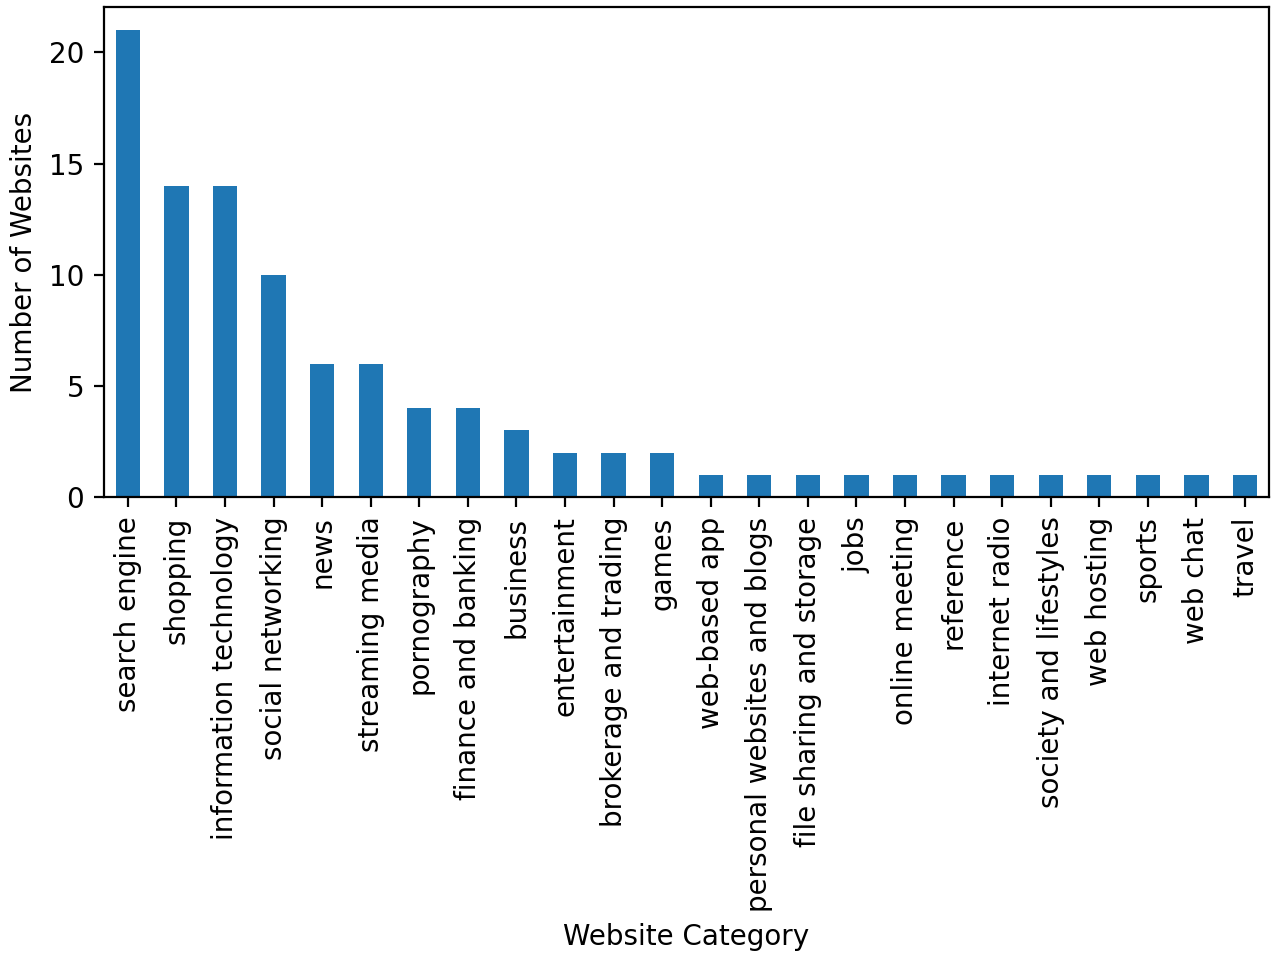 20
15
10
5
0
Number of Websites
search engine
shopping
information technology
social networking
news
streaming media
pornography
finance and banking
business
entertainment
brokerage and trading
games
web-based app
personal websites and blogs
file sharing and storage
jobs
online meeting
reference
internet radio
society and lifestyles
web hosting
sports
web chat
travel
Website Category